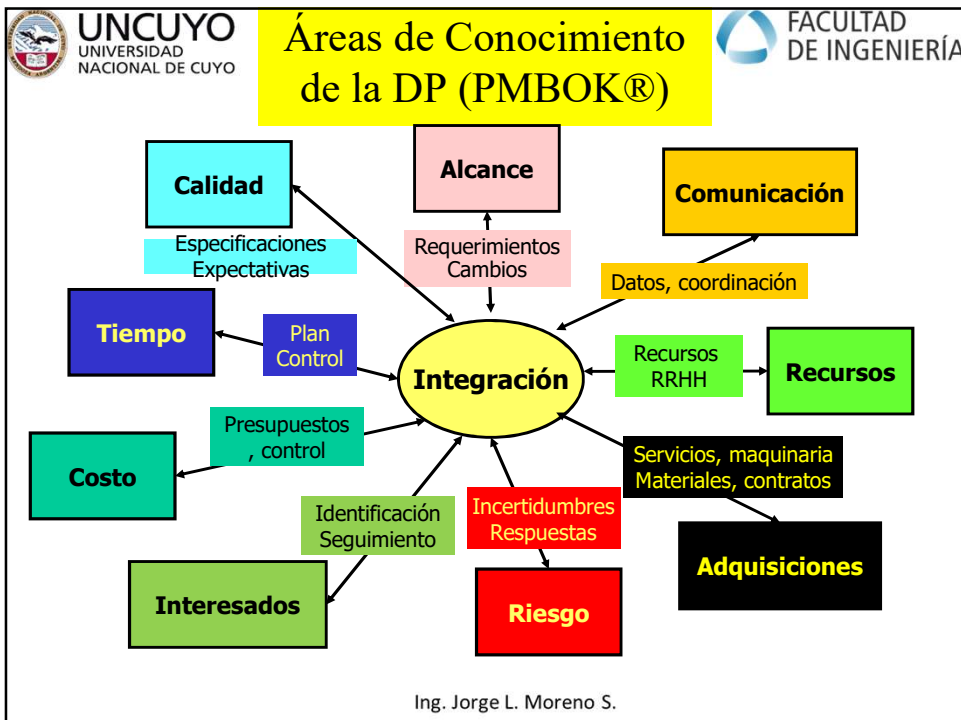 UNCUYO
UNIVERSIDAD
NACIONAL DE CUYO
Áreas de Conocimiento
de la DP (PMBOK®)
FACULTAD
DE INGENIERÍA
Calidad
Alcance
Comunicación
Especificaciones
Expectativas
Requerimientos
Cambios
Datos, coordinación
Tiempo
Plan
Control
Integración
Recursos
RRHH
Recursos
Presupuestos
, control
Costo
Servicios, maquinaria
Materiales, contratos
Identificación
Seguimiento
Incertidumbres
Respuestas
Adquisiciones
Interesados
Riesgo
Ing. Jorge L. Moreno S.